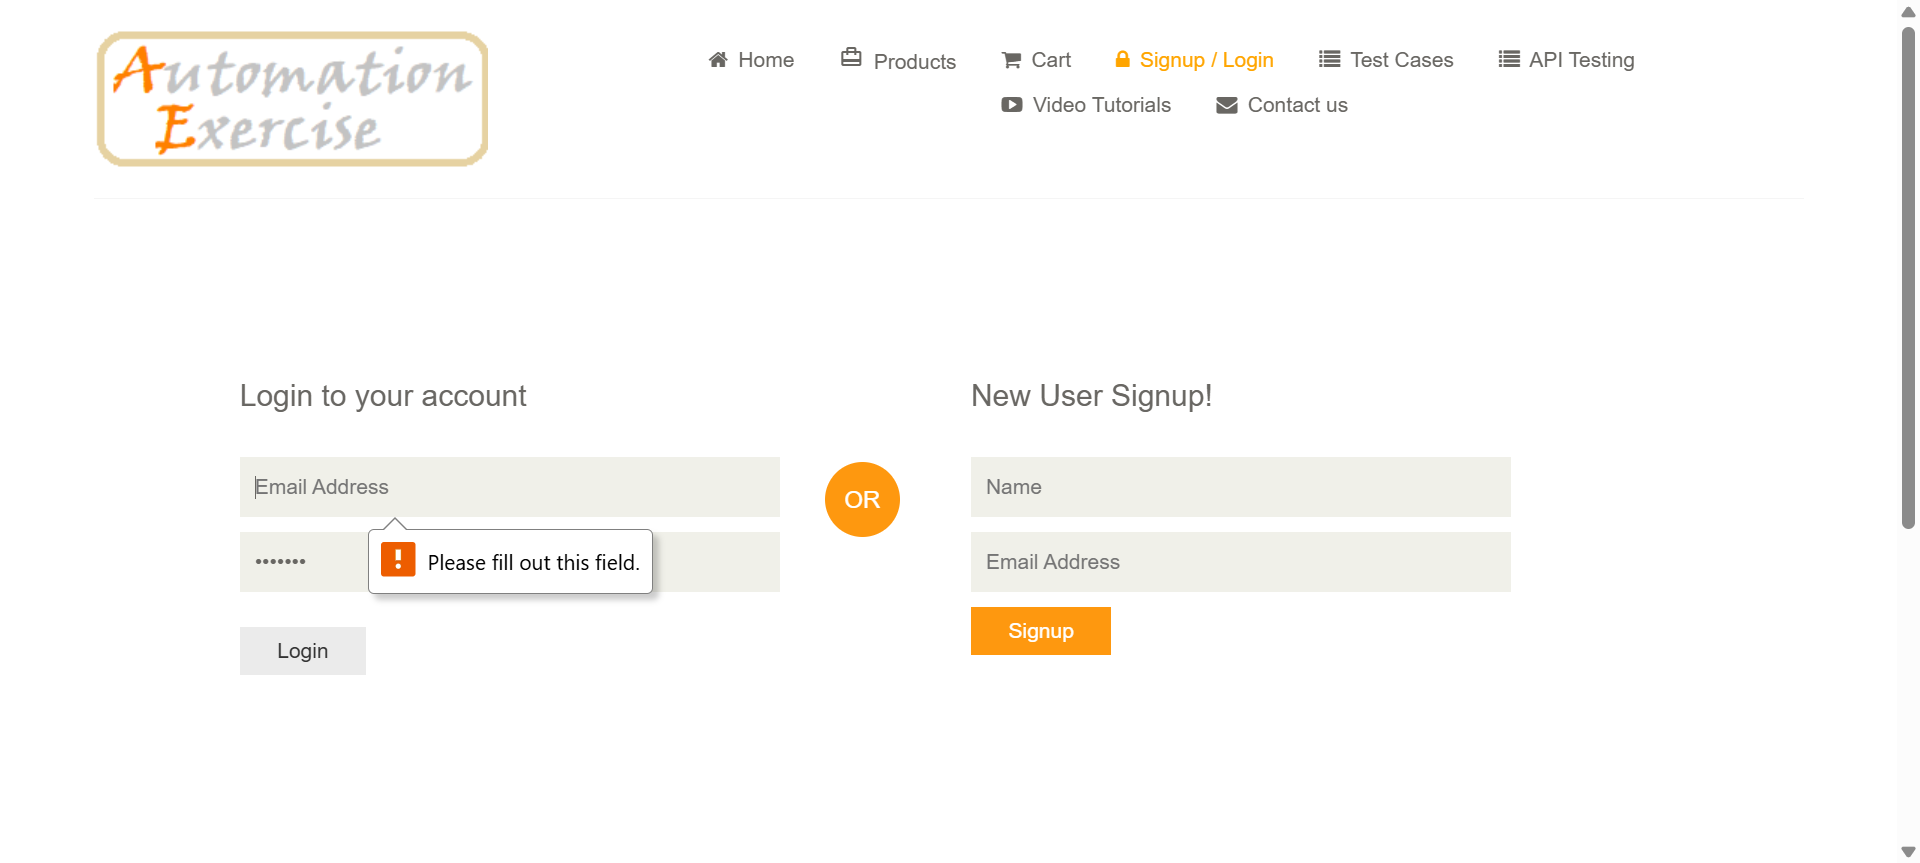 Automation
Exercise
Home
Products
Cart
Signup / Login
Test Cases
API Testing
Video Tutorials
Contact us
Login to your account
Email Address
•••••••
Please fill out this field.
Login
OR
New User Signup!
Name
Email Address
Signup